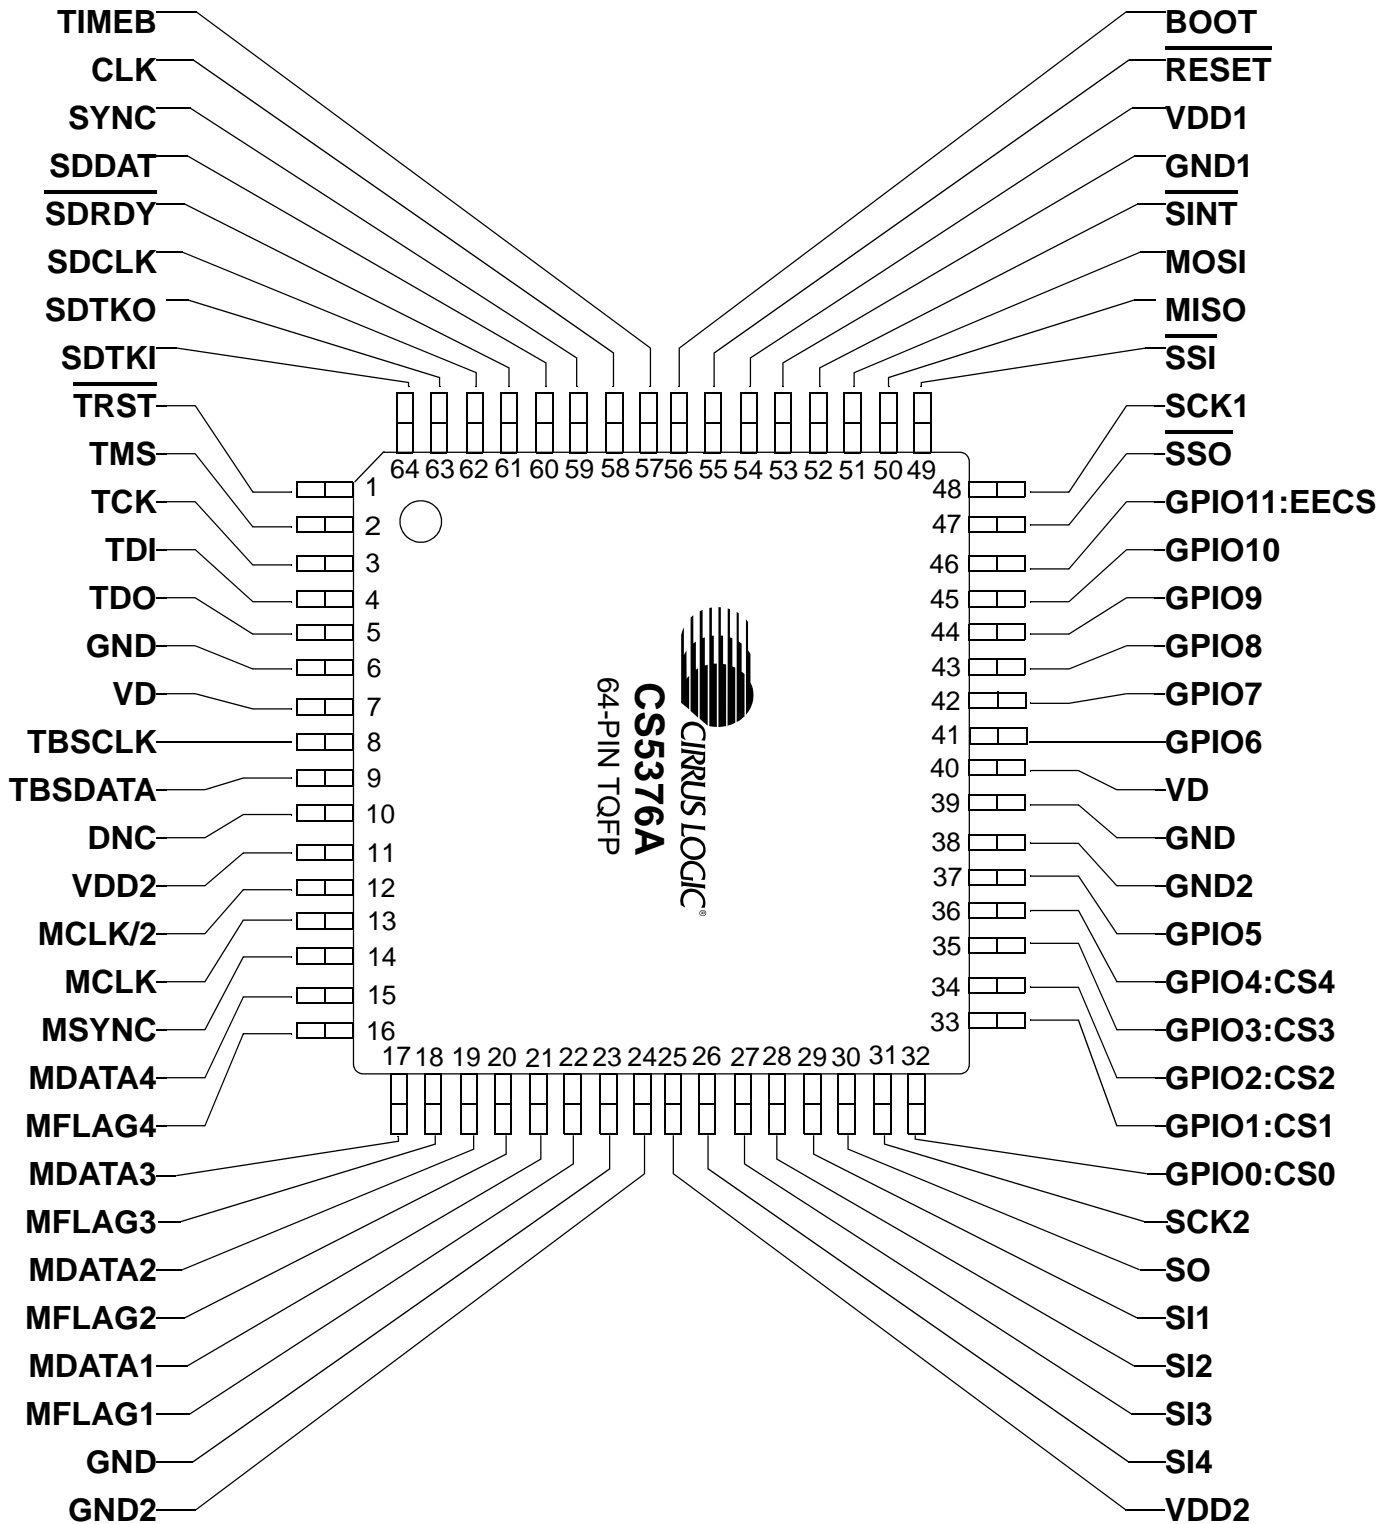 TIMEB
CLK
SYNC
SDDAT
SDRDY
SDCLK
SDTKO
SDTKI
TRST
TMS
TCK
TDI
TDO
GND
VD
TBSCLK
TBSDATA
DNC
VDD2
MCLK/2
MCLK
MSYNC
MDATA4
MFLAG4
MDATA3
MFLAG3
MDATA2
MFLAG2
MDATA1
MFLAG1
GND
GND2
64 63 62 61 60 59 58 57 56 55 54 53 52 51 50 49
1
2
3
4
5
6
7
8
9
10
11
12
13
14
15
16
CIRRUS LOGIC®
CS5376A
64-PIN TQFP
48
47
46
45
44
43
42
41
40
39
38
37
36
35
34
33
17 18 19 20 21 22 23 24 25 26 27 28 29 30 31 32
BOOT
RESET
VDD1
GND1
SINT
MOSI
MISO
SSI
SCK1
SSO
GPIO11:EECS
GPIO10
GPIO9
GPIO8
GPIO7
GPIO6
VD
GND
GND2
GPIO5
GPIO4:CS4
GPIO3:CS3
GPIO2:CS2
GPIO1:CS1
GPIO0:CS0
SCK2
SO
SI1
SI2
SI3
SI4
VDD2